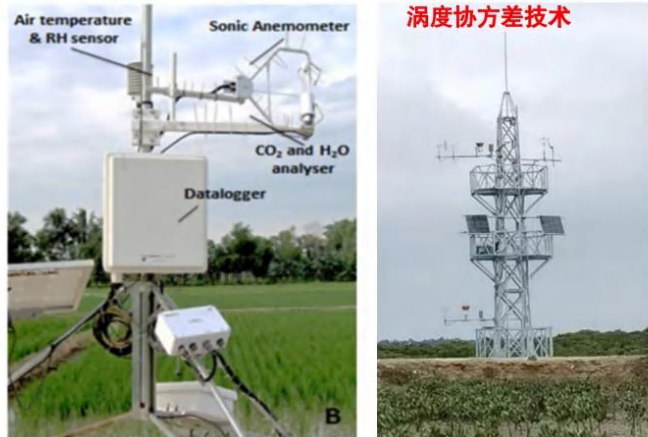 Air temperature
& RH sensor
Sonic Anemometer
CO₂ and H₂O
analyser
Datalogger
B
涡度协方差技术